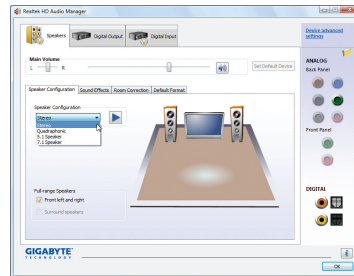 Realtek HD Audio Manager
Speakers
Digital Output
Digital Input
Device advanced settings
Main Volume
L
R
Set Default Device
ANALOG
Back Panel
Speaker Configuration
Sound Effects
Room Correction
Default Format
Speaker Configuration
Stereo
Stereo
Quadraphonic
5.1 Speaker
7.1 Speaker
Front Panel
Full-range Speakers
Front left and right
Surround speakers
DIGITAL
GIGABYTE
TECHNOLOGY
i
OK